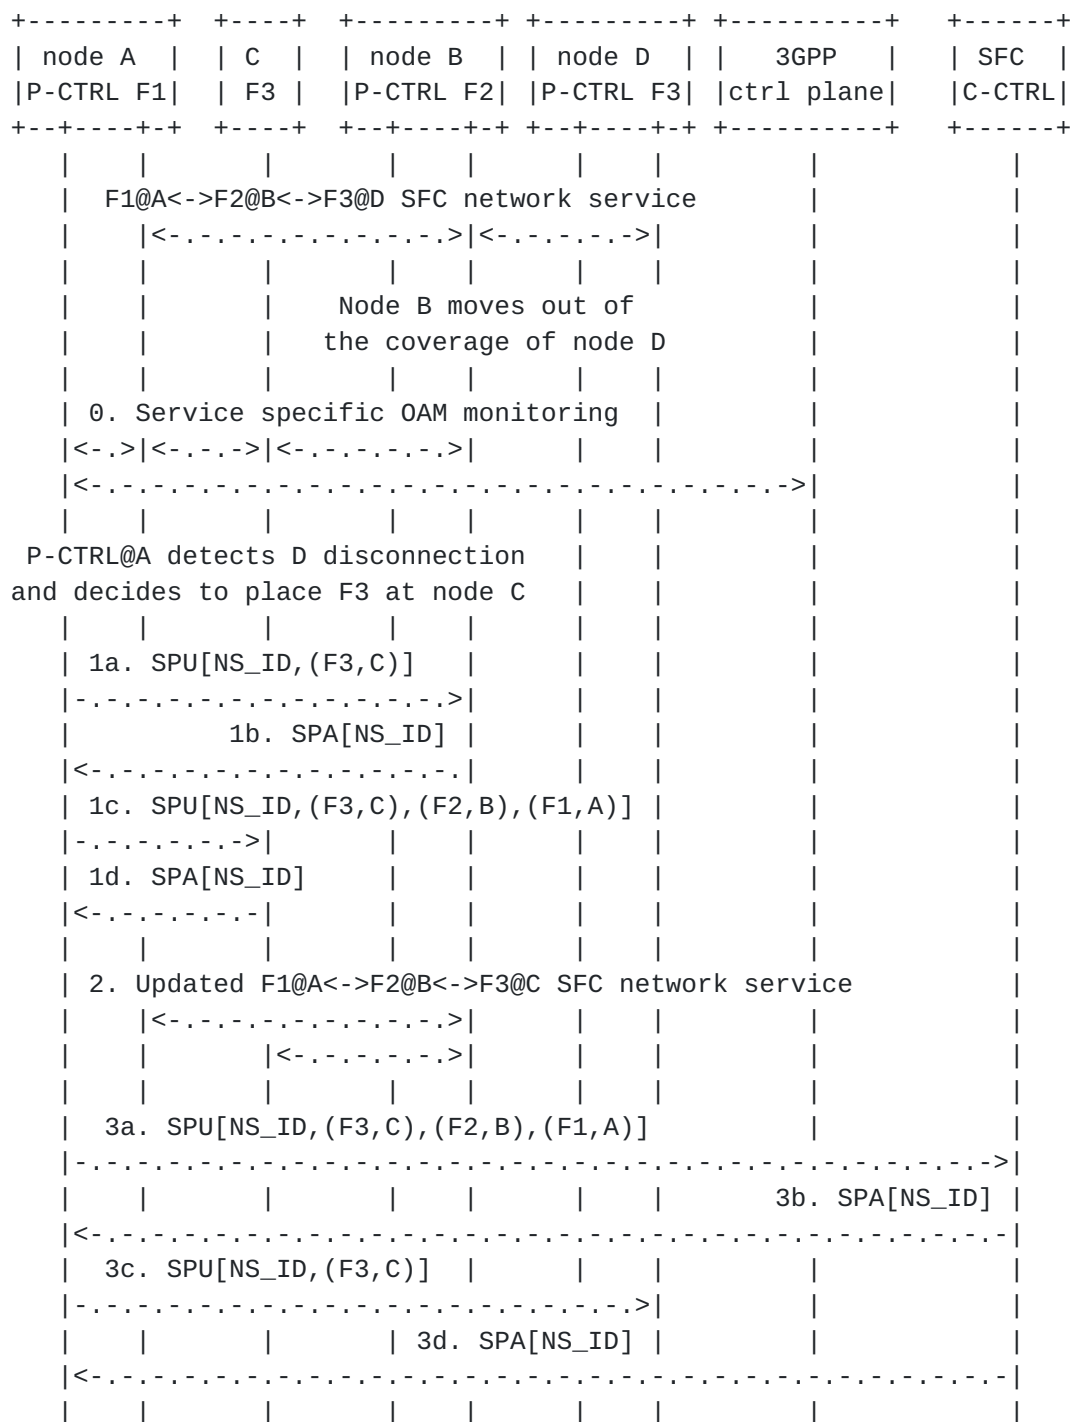 +---------+  +----+  +---------+ +---------+ +----------+   +------+
| node A  |  | C  |  | node B  | | node D  | |   3GPP   |   | SFC  |
|P-CTRL F1|  | F3 |  |P-CTRL F2| |P-CTRL F3| |ctrl plane|   |C-CTRL|
+--+----+-+  +----+  +--+----+-+ +--+----+-+ +----------+   +------+
   |    |       |       |    |      |    |         |            |
   |  F1@A<->F2@B<->F3@D SFC network service       |            |
   |    |<-.-.-.-.-.-.-.-.-.>|<-.-.-.-.->|         |            |
   |    |       |       |    |      |    |         |            |
   |    |       |    Node B moves out of           |            |
   |    |       |   the coverage of node D         |            |
   |    |       |       |    |      |    |         |            |
   | 0. Service specific OAM monitoring  |         |            |
   |<-.>|<-.-.->|<-.-.-.-.-.>|      |    |         |            |
   |<-.-.-.-.-.-.-.-.-.-.-.-.-.-.-.-.-.-.-.-.-.-.->|            |
   |    |       |       |    |      |    |         |            |
 P-CTRL@A detects D disconnection   |    |         |            |
and decides to place F3 at node C   |    |         |            |
   |    |       |       |    |      |    |         |            |
   | 1a. SPU[NS_ID,(F3,C)]   |      |    |         |            |
   |-.-.-.-.-.-.-.-.-.-.-.-.>|      |    |         |            |
   |          1b. SPA[NS_ID] |      |    |         |            |
   |<-.-.-.-.-.-.-.-.-.-.-.-.|      |    |         |            |
   | 1c. SPU[NS_ID,(F3,C),(F2,B),(F1,A)] |         |            |
   |-.-.-.-.-.->|       |    |      |    |         |            |
   | 1d. SPA[NS_ID]     |    |      |    |         |            |
   |<-.-.-.-.-.-|       |    |      |    |         |            |
   |    |       |       |    |      |    |         |            |
   | 2. Updated F1@A<->F2@B<->F3@C SFC network service          |
   |    |<-.-.-.-.-.-.-.-.-.>|      |    |         |            |
   |    |       |<-.-.-.-.-.>|      |    |         |            |
   |    |       |       |    |      |    |         |            |
   |  3a. SPU[NS_ID,(F3,C),(F2,B),(F1,A)]          |            |
   |-.-.-.-.-.-.-.-.-.-.-.-.-.-.-.-.-.-.-.-.-.-.-.-.-.-.-.-.-.->|
   |    |       |       |    |      |    |       3b. SPA[NS_ID] |
   |<-.-.-.-.-.-.-.-.-.-.-.-.-.-.-.-.-.-.-.-.-.-.-.-.-.-.-.-.-.-|
   |  3c. SPU[NS_ID,(F3,C)]  |      |    |         |            |
   |-.-.-.-.-.-.-.-.-.-.-.-.-.-.-.-.-.-.>|         |            |
   |    |       |       | 3d. SPA[NS_ID] |         |            |
   |<-.-.-.-.-.-.-.-.-.-.-.-.-.-.-.-.-.-.-.-.-.-.-.-.-.-.-.-.-.-|
   |    |       |       |    |      |    |         |            |